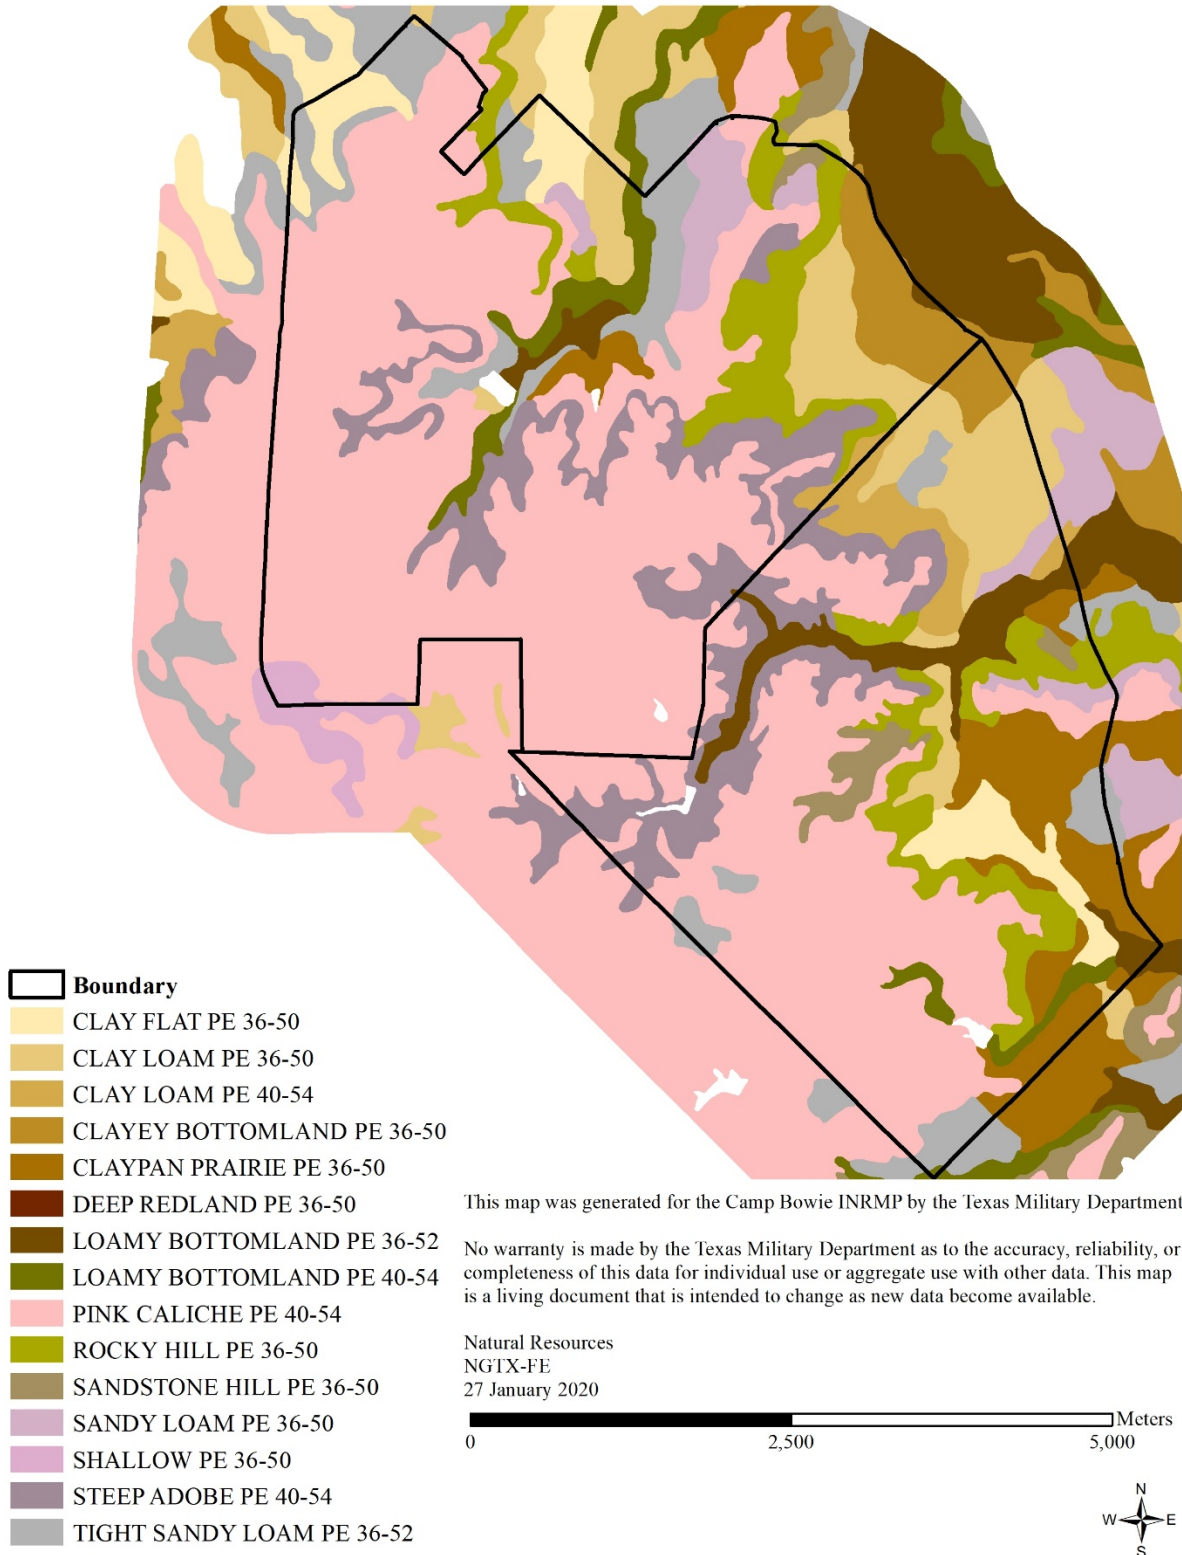 Boundary
CLAY FLAT PE 36-50
CLAY LOAM PE 36-50
CLAY LOAM PE 40-54
CLAYEY BOTTOMLAND PE 36-50
CLAYPAN PRAIRIE PE 36-50
DEEP REDLAND PE 36-50
LOAMY BOTTOMLAND PE 36-52
LOAMY BOTTOMLAND PE 40-54
PINK CALICHE PE 40-54
ROCKY HILL PE 36-50
SANDSTONE HILL PE 36-50
SANDY LOAM PE 36-50
SHALLOW PE 36-50
STEEP ADOBE PE 40-54
TIGHT SANDY LOAM PE 36-52
This map was generated for the Camp Bowie INRMP by the Texas Military Department
No warranty is made by the Texas Military Department as to the accuracy, reliability, or
completeness of this data for individual use or aggregate use with other data. This map
is a living document that is intended to change as new data become available.
Natural Resources
NGTX-FE
27 January 2020
Meters
0 2,500 5,000
N
W E
S